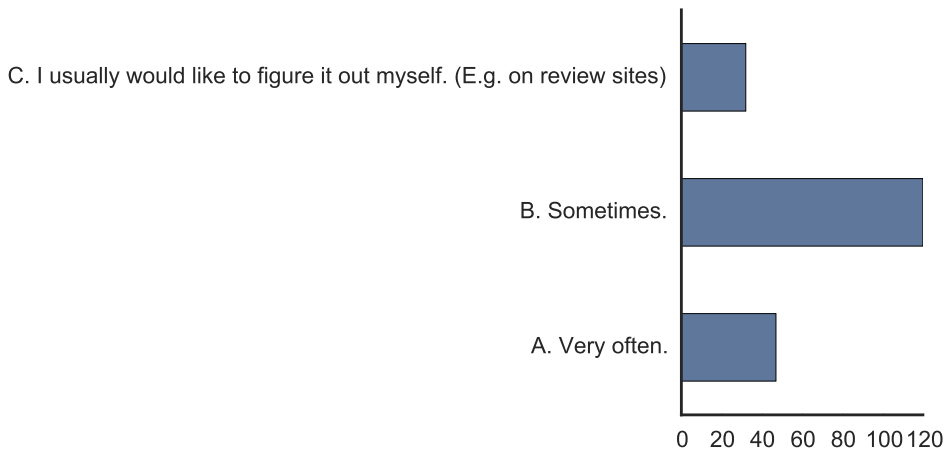 C. I usually would like to figure it out myself. (E.g. on review sites)
B. Sometimes.
A. Very often.
0 20 40 60 80 100 120